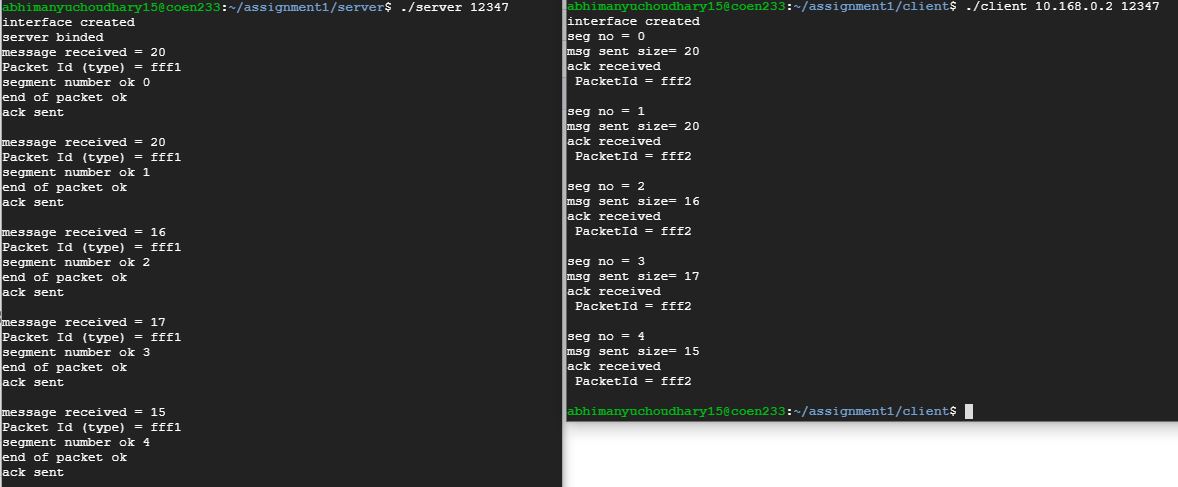 abhimanyuchoudhary15@coen233:~/assignment1/server$ ./server 12347
interface created
server binded
message received = 20
Packet Id (type) = fff1
segment number ok 0
end of packet ok
ack sent
message received = 20
Packet Id (type) = fff1
segment number ok 1
end of packet ok
ack sent
message received = 16
Packet Id (type) = fff1
segment number ok 2
end of packet ok
ack sent
message received = 17
Packet Id (type) = fff1
segment number ok 3
end of packet ok
ack sent
message received = 15
Packet Id (type) = fff1
segment number ok 4
end of packet ok
ack sent
abhimanyuchoudhary15@coen233:~/assignment1/client$ ./client 10.168.0.2 12347
interface created
seg no = 0
msg sent size= 20
ack received
PacketId = fff2
seg no = 1
msg sent size= 20
ack received
PacketId = fff2
seg no = 2
msg sent size= 16
ack received
PacketId = fff2
seg no = 3
msg sent size= 17
ack received
PacketId = fff2
seg no = 4
msg sent size= 15
ack received
PacketId = fff2
abhimanyuchoudhary15@coen233:~/assignment1/client$